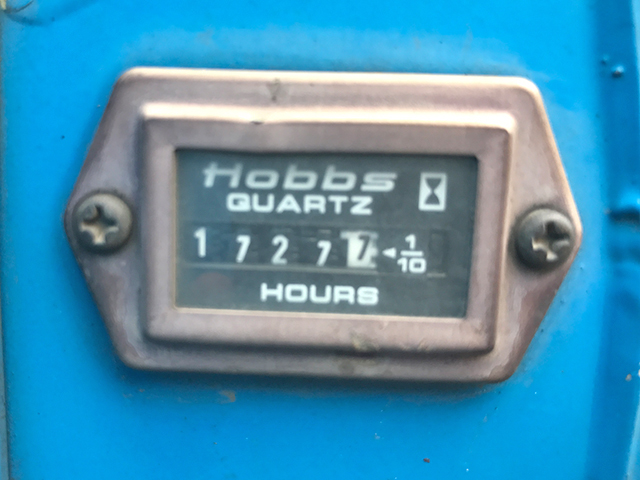 Hobbs
QUARTZ
1 7 2 7 7 ◄ 1/10
HOURS